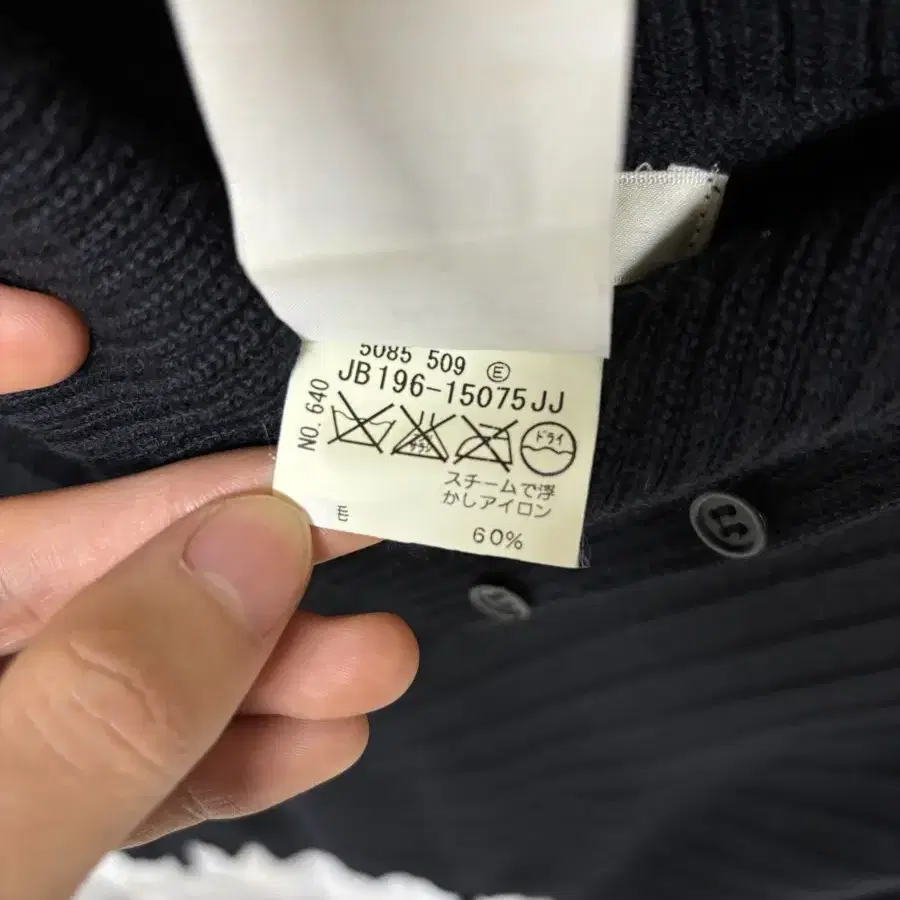 5085 509 Ⓔ
JB196-15075JJ
NO. 640
ドライ
スチームで浮
かしアイロン
毛 60%